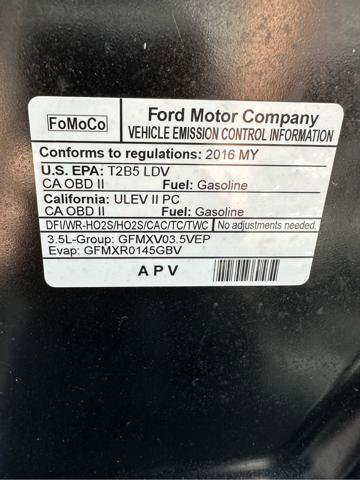 FoMoCo
Ford Motor Company
VEHICLE EMISSION CONTROL INFORMATION
Conforms to regulations: 2016 MY
U.S. EPA: T2B5 LDV
CA OBD II Fuel: Gasoline
California: ULEV II PC
CA OBD II Fuel: Gasoline
DFI/WR-HO2S/HO2S/CAC/TC/TWC No adjustments needed.
3.5L-Group: GFMXV03.5VEP
Evap: GFMXR0145GBV
APV